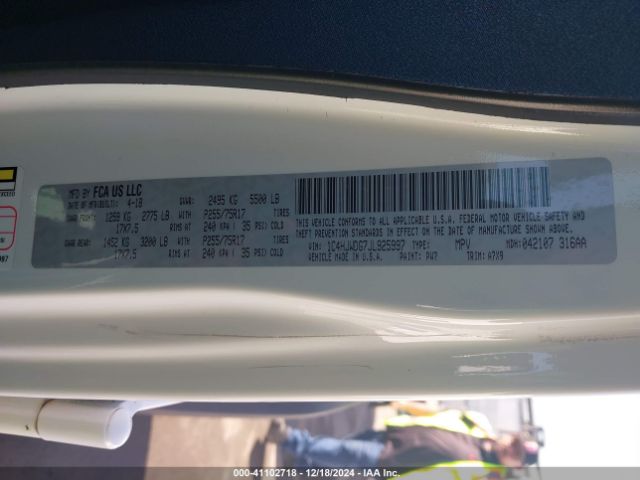 MFD BY FCA US LLC
DATE OF MFR 4-18
GVWR: 2495 KG 5500 LB
GAWR FRONT: 1259 KG 2775 LB WITH P255/75R17 TIRES
17X7.5 RIMS AT 240 KPA ( 35 PSI) COLD
GAWR REAR: 1452 KG 3200 LB WITH P255/75R17 TIRES
17X7.5 RIMS AT 240 KPA ( 35 PSI) COLD
THIS VEHICLE CONFORMS TO ALL APPLICABLE U.S.A. FEDERAL MOTOR VEHICLE SAFETY AND
THEFT PREVENTION STANDARDS IN EFFECT ON THE DATE OF MANUFACTURE SHOWN ABOVE.
VIN: 1C4HJWDG7JL925997 TYPE: MPV MDH: 042107 316AA
VEHICLE MADE IN U.S.A. PAINT: PW7 TRIM: A7X9
000-41102718 - 12/18/2024 - IAA Inc.